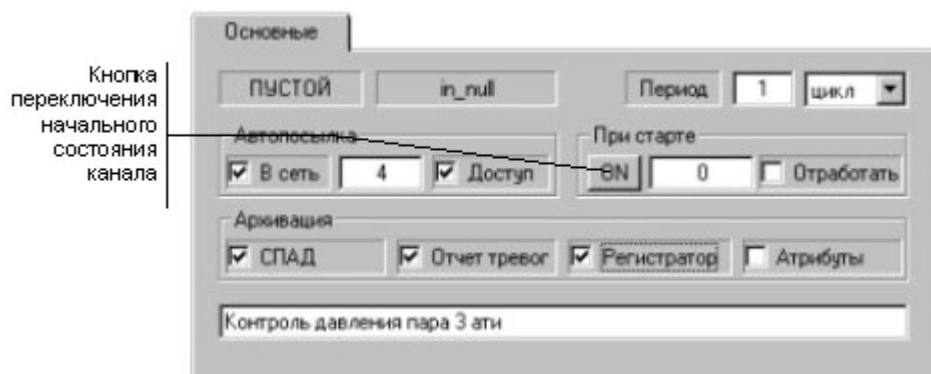 Основные
Кнопка
переключения
начального
состояния
канала
ПУСТОЙ in_null Период 1 цикл
Автопосылка При старте
В сеть 4 Доступ ON 0 Отработать
Архивация
СПАД Отчет тревог Регистратор Атрибуты
Контроль давления пара 3 ати